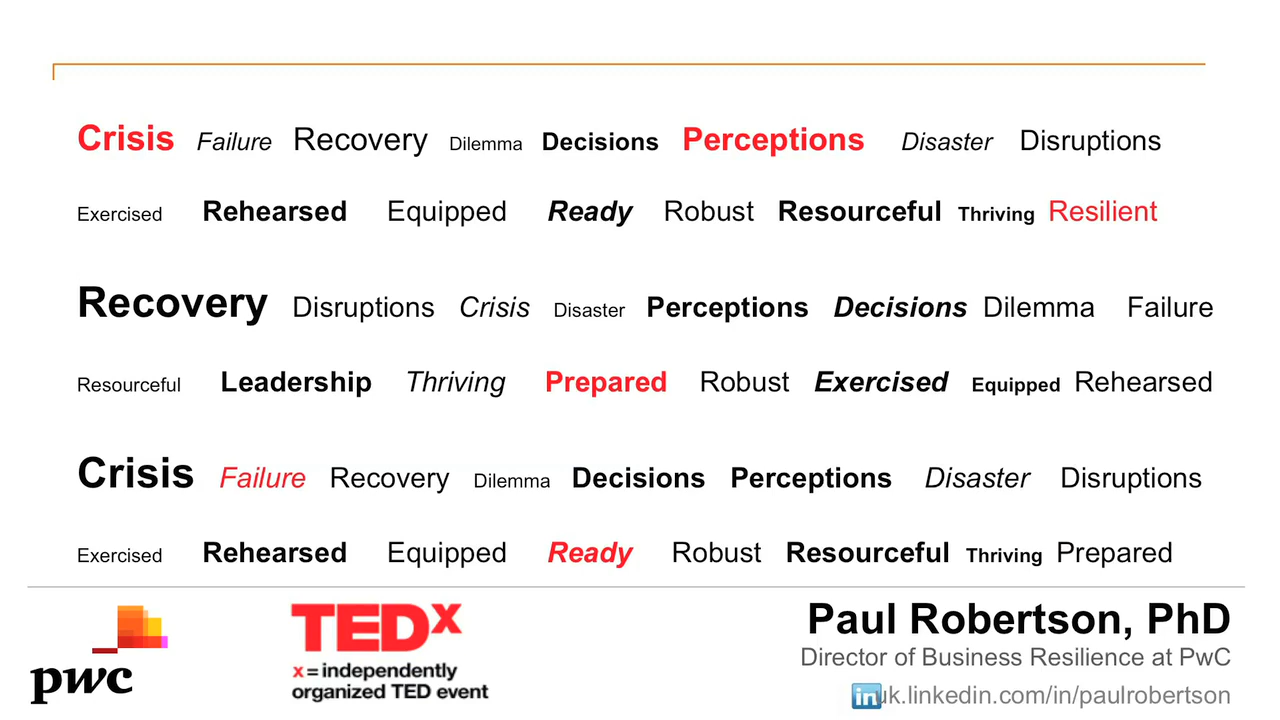 Crisis Failure Recovery Dilemma Decisions Perceptions Disaster Disruptions
Exercised Rehearsed Equipped Ready Robust Resourceful Thriving Resilient
Recovery Disruptions Crisis Disaster Perceptions Decisions Dilemma Failure
Resourceful Leadership Thriving Prepared Robust Exercised Equipped Rehearsed
Crisis Failure Recovery Dilemma Decisions Perceptions Disaster Disruptions
Exercised Rehearsed Equipped Ready Robust Resourceful Thriving Prepared
pwc
TEDx
x = independently
organized TED event
Paul Robertson, PhD
Director of Business Resilience at PwC
in uk.linkedin.com/in/paulrobertson